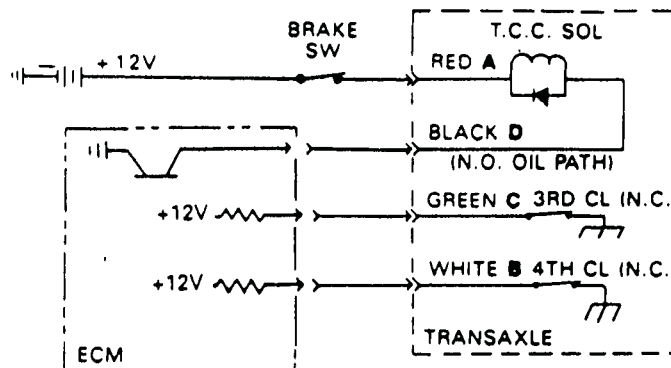 BRAKE
SW
T.C.C. SOL
+ 12V
RED A
BLACK D
(N.O. OIL PATH)
+12V
GREEN C 3RD CL (N.C.
+12V
WHITE B 4TH CL (N.C.
ECM
TRANSAXLE